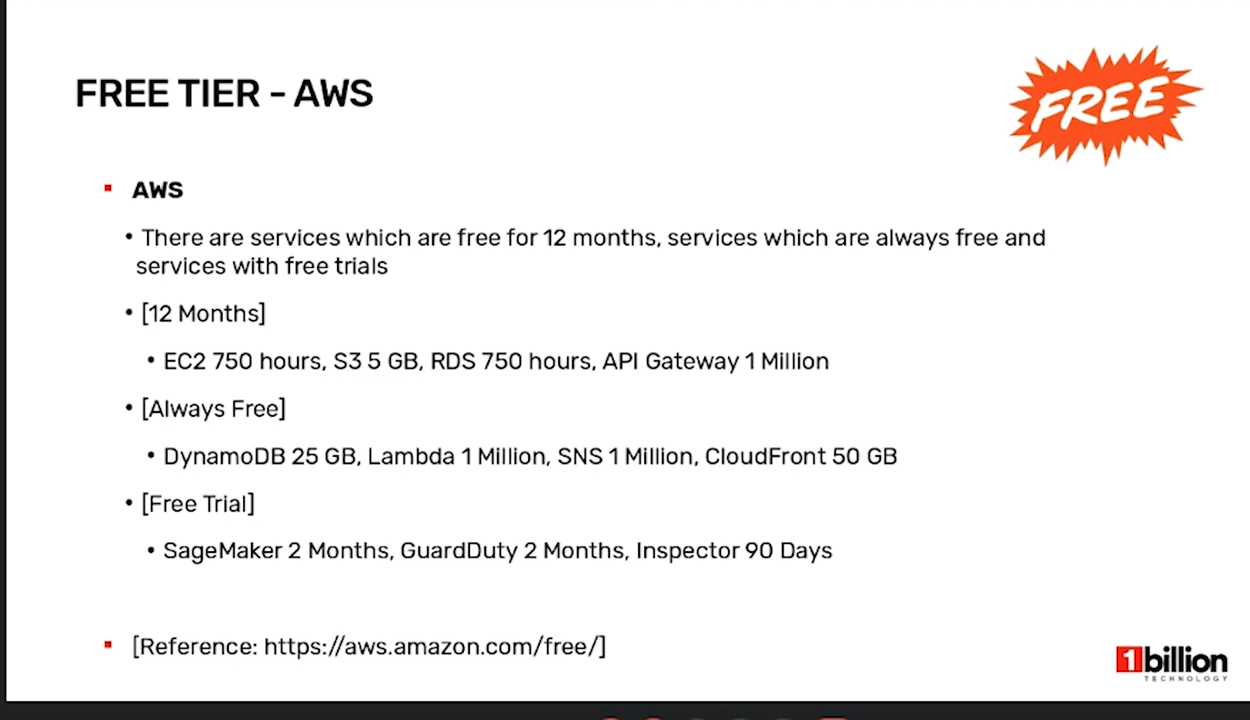 FREE TIER - AWS
FREE
AWS
• There are services which are free for 12 months, services which are always free and
services with free trials
• [12 Months]
• EC2 750 hours, S3 5 GB, RDS 750 hours, API Gateway 1 Million
• [Always Free]
• DynamoDB 25 GB, Lambda 1 Million, SNS 1 Million, CloudFront 50 GB
• [Free Trial]
• SageMaker 2 Months, GuardDuty 2 Months, Inspector 90 Days
[Reference: https://aws.amazon.com/free/]
1billion
TECHNOLOGY